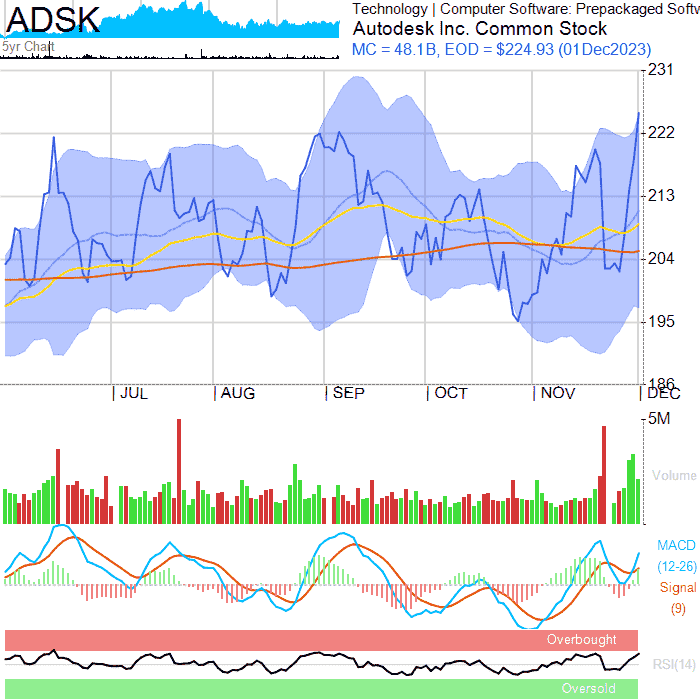 ADSK
Technology | Computer Software: Prepackaged Softw
Autodesk Inc. Common Stock
5yr Chart
MC = 48.1B, EOD = $224.93 (01Dec2023)
231
222
213
204
195
186
JUL
AUG
SEP
OCT
NOV
DEC
5M
Volume
MACD
(12-26)
Signal
(9)
Overbought
RSI(14)
Oversold